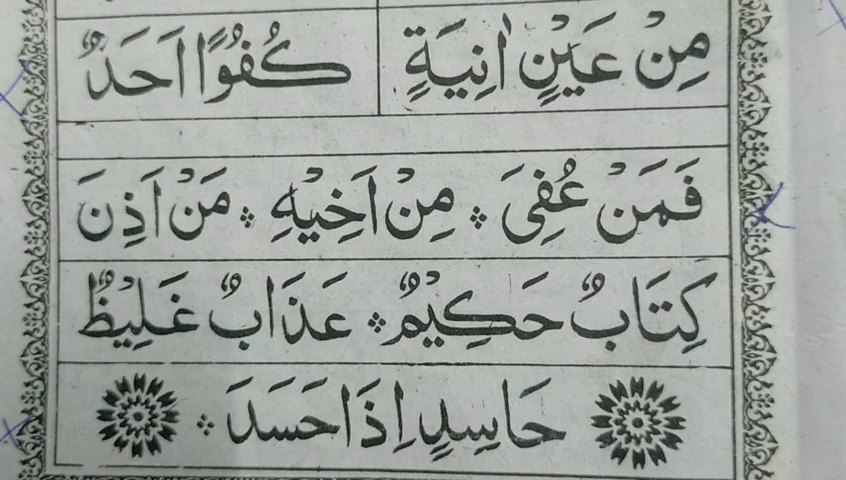 مِنْ عَيْنٍ اٰنِيَةٍ كُفُوًا اَحَدٌ
فَمَنْ عُفِىَ ؞ مِنْ اَخِيْهِ ؞ مَنْ اَذِنَ
كِتَابٌ حَكِيْمٌ ؞ عَذَابٌ غَلِيْظٌ
حَاسِدٍ اِذَا حَسَدَ ؞